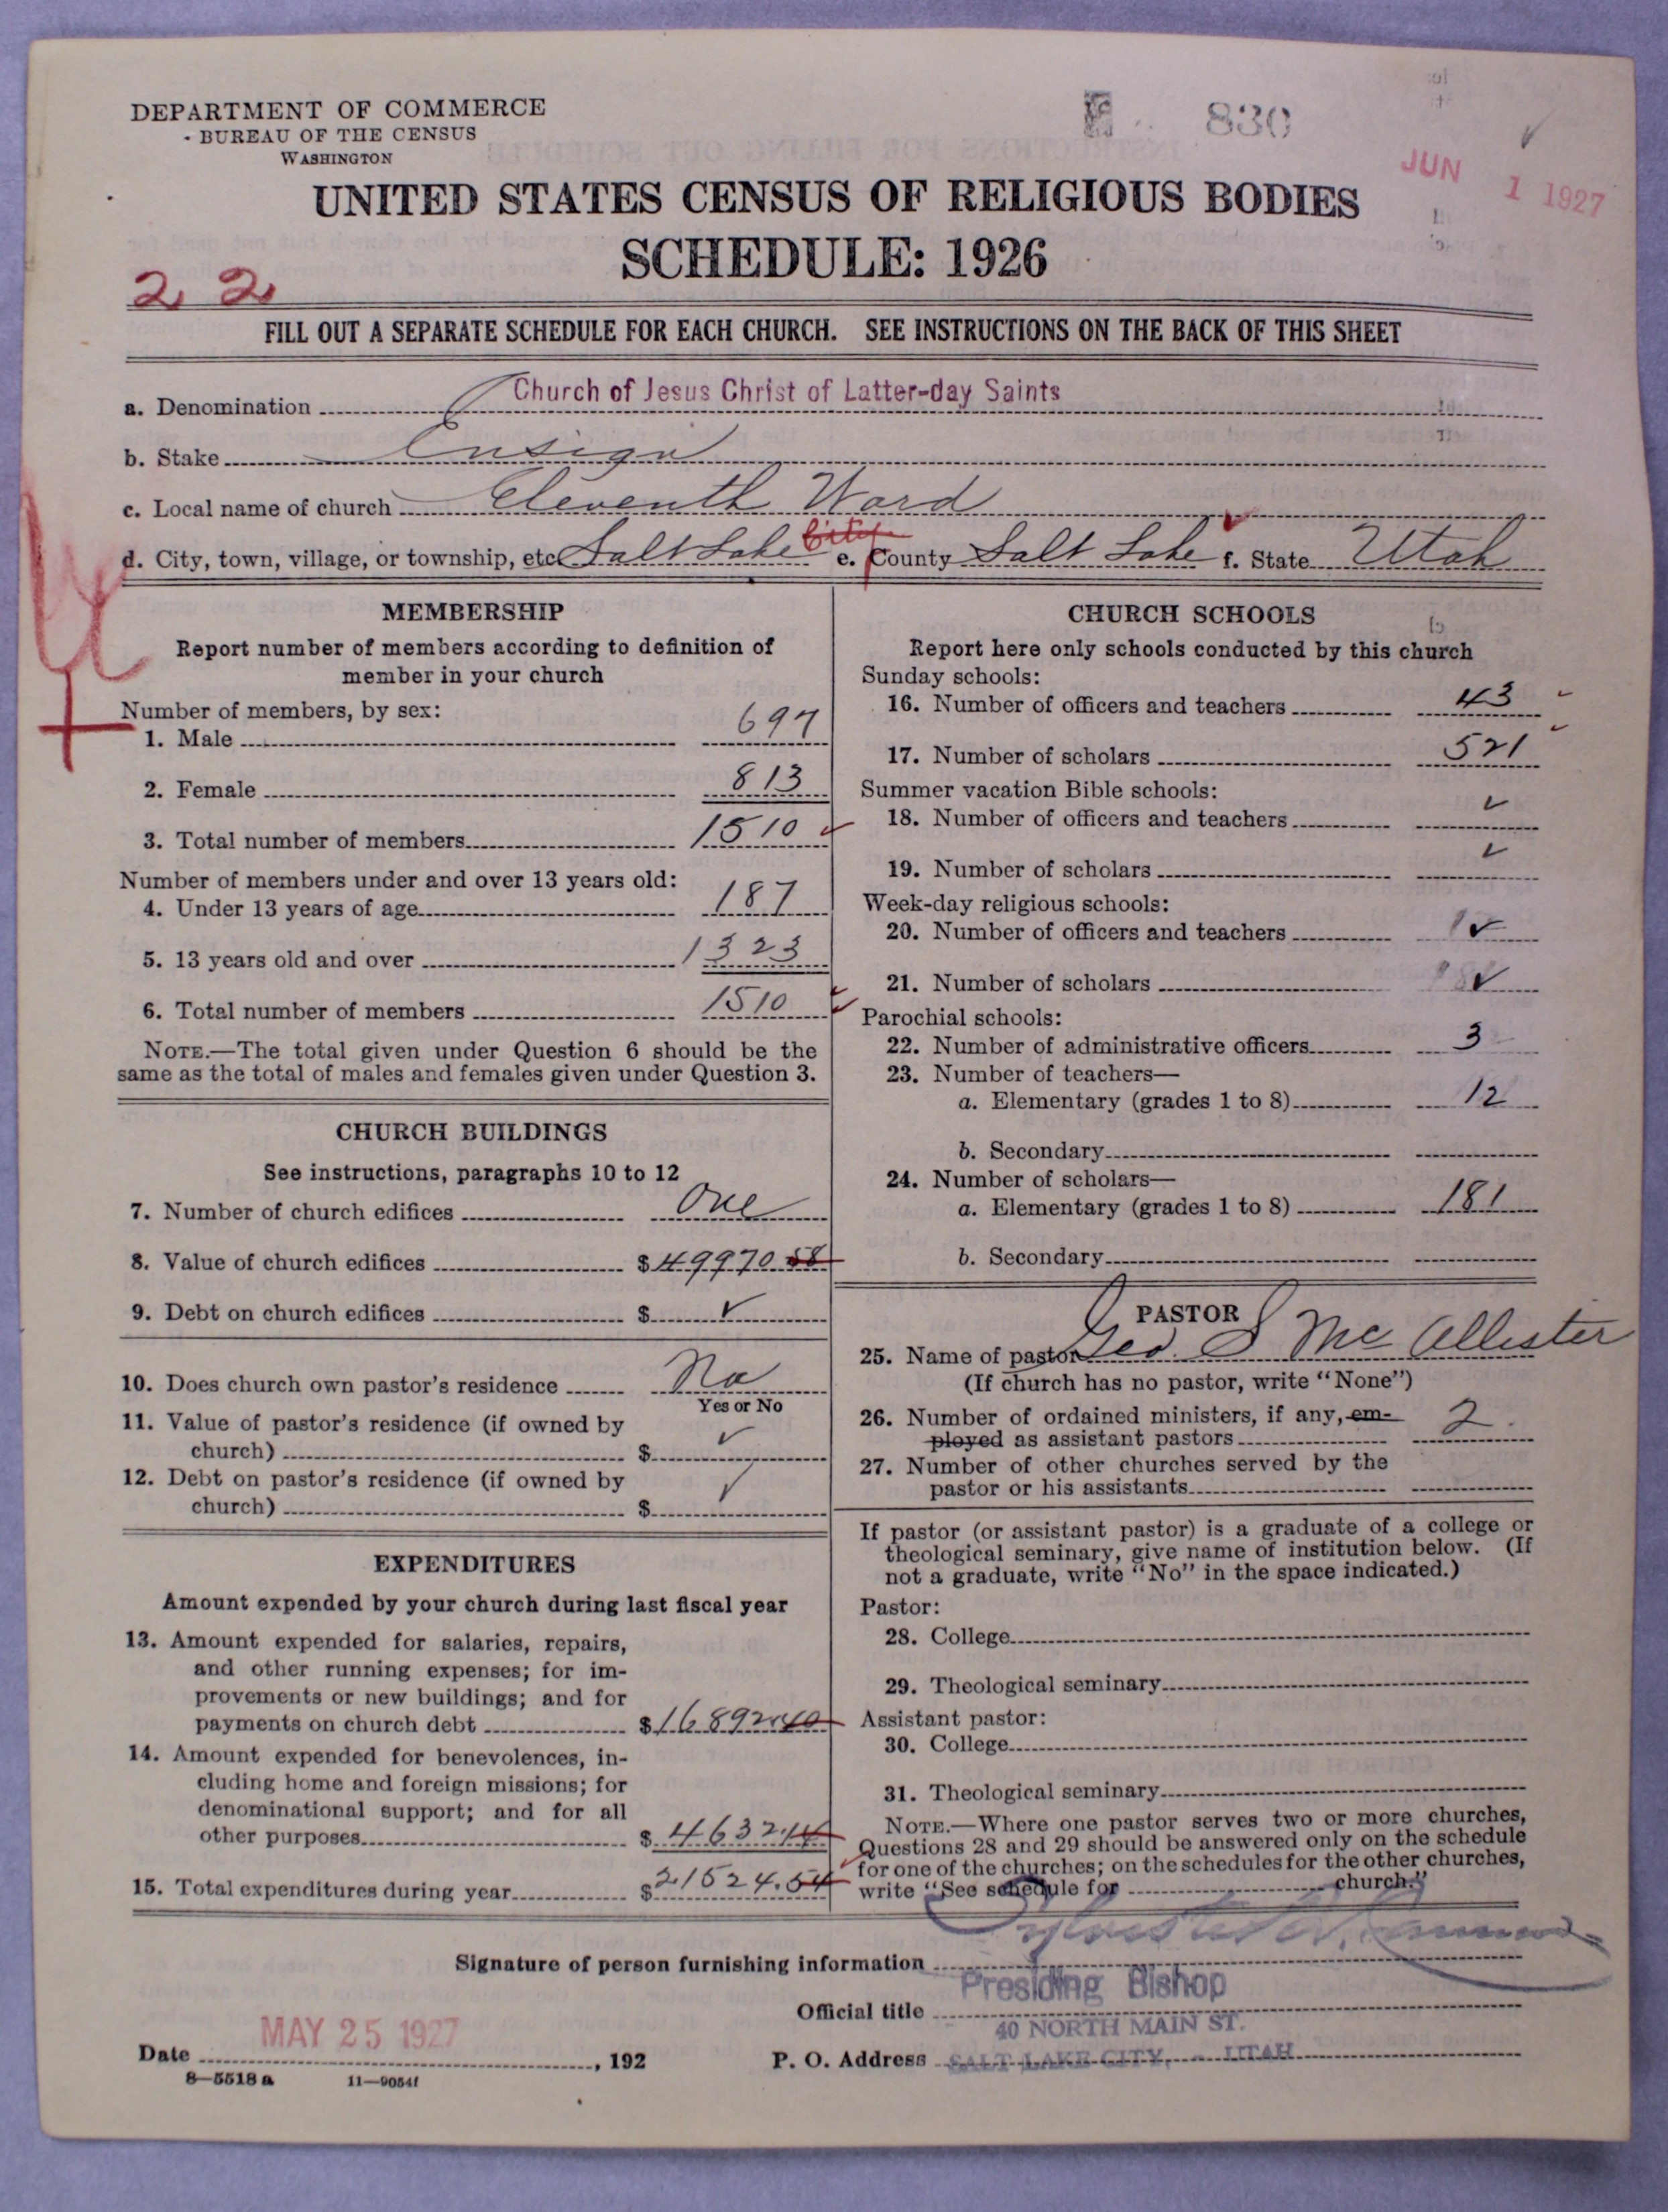 DEPARTMENT OF COMMERCE
BUREAU OF THE CENSUS
WASHINGTON
830
JUN 1 1927
UNITED STATES CENSUS OF RELIGIOUS BODIES
SCHEDULE: 1926
22
FILL OUT A SEPARATE SCHEDULE FOR EACH CHURCH. SEE INSTRUCTIONS ON THE BACK OF THIS SHEET
a. Denomination Church of Jesus Christ of Latter-day Saints
b. Stake Ensign
c. Local name of church Eleventh Ward
d. City, town, village, or township, etc. Salt Lake City e. County Salt Lake f. State Utah
MEMBERSHIP
Report number of members according to definition of
member in your church
Number of members, by sex:
1. Male 697
2. Female 813
3. Total number of members 1510
Number of members under and over 13 years old:
4. Under 13 years of age 187
5. 13 years old and over 1323
6. Total number of members 1510
NOTE.—The total given under Question 6 should be the
same as the total of males and females given under Question 3.
CHURCH BUILDINGS
See instructions, paragraphs 10 to 12
7. Number of church edifices One
8. Value of church edifices $49970.58
9. Debt on church edifices $ ✓
10. Does church own pastor's residence No
Yes or No
11. Value of pastor's residence (if owned by
church) $ ✓
12. Debt on pastor's residence (if owned by
church) $ ✓
EXPENDITURES
Amount expended by your church during last fiscal year
13. Amount expended for salaries, repairs,
and other running expenses; for im-
provements or new buildings; and for
payments on church debt $16892.40
14. Amount expended for benevolences, in-
cluding home and foreign missions; for
denominational support; and for all
other purposes $4632.14
15. Total expenditures during year $21524.54
CHURCH SCHOOLS
Report here only schools conducted by this church
Sunday schools:
16. Number of officers and teachers 43
17. Number of scholars 521
Summer vacation Bible schools:
18. Number of officers and teachers ✓
19. Number of scholars ✓
Week-day religious schools:
20. Number of officers and teachers ✓
21. Number of scholars ✓
Parochial schools:
22. Number of administrative officers 3
23. Number of teachers—
a. Elementary (grades 1 to 8) 12
b. Secondary
24. Number of scholars—
a. Elementary (grades 1 to 8) 181
b. Secondary
PASTOR
25. Name of pastor Geo. S McAllister
(If church has no pastor, write "None")
26. Number of ordained ministers, if any, em-
ployed as assistant pastors 2
27. Number of other churches served by the
pastor or his assistants
If pastor (or assistant pastor) is a graduate of a college or
theological seminary, give name of institution below. (If
not a graduate, write "No" in the space indicated.)
Pastor:
28. College
29. Theological seminary
Assistant pastor:
30. College
31. Theological seminary
NOTE.—Where one pastor serves two or more churches,
Questions 28 and 29 should be answered only on the schedule
for one of the churches; on the schedules for the other churches,
write "See schedule for church."
Signature of person furnishing information
Official title Presiding Bishop
40 NORTH MAIN ST.
Date MAY 25 1927, 192
P. O. Address SALT LAKE CITY, - UTAH
8—5518 a 11—9054f